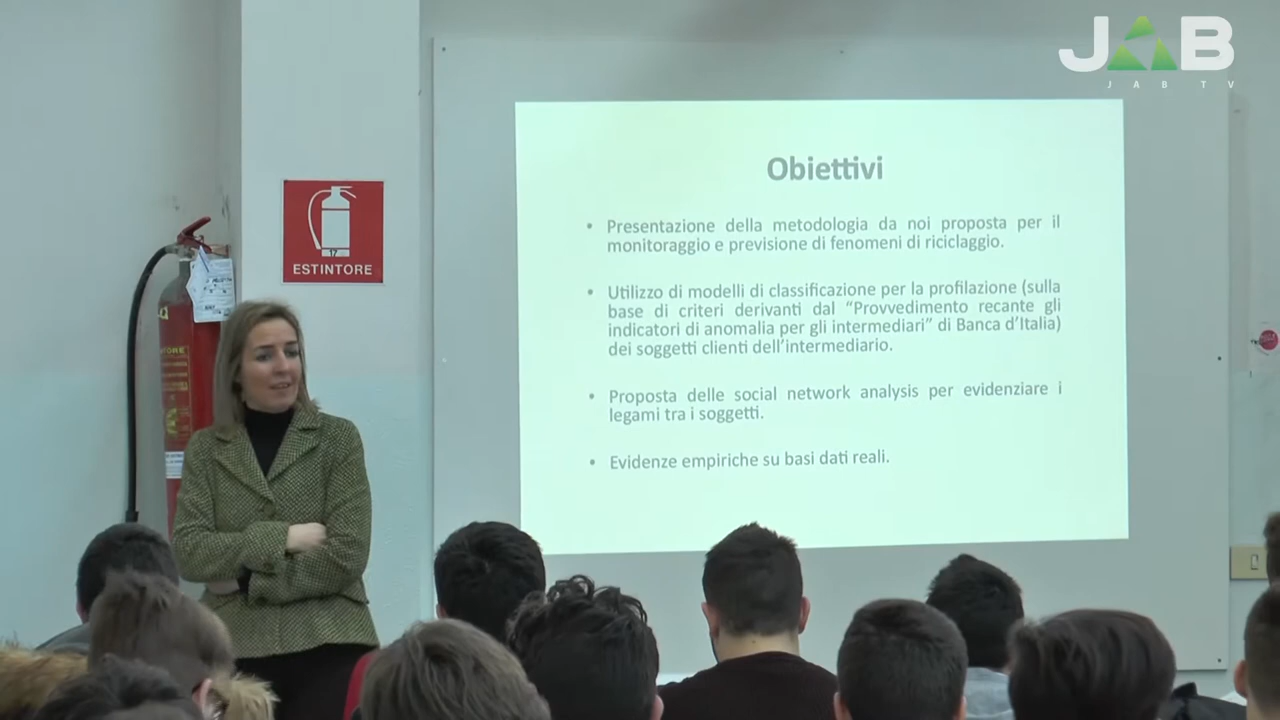 JAB
JAB TV
Obiettivi
• Presentazione della metodologia da noi proposta per il
monitoraggio e previsione di fenomeni di riciclaggio.
• Utilizzo di modelli di classificazione per la profilazione (sulla
base di criteri derivanti dal “Provvedimento recante gli
indicatori di anomalia per gli intermediari” di Banca d’Italia)
dei soggetti clienti dell’intermediario.
• Proposta delle social network analysis per evidenziare i
legami tra i soggetti.
• Evidenze empiriche su basi dati reali.
17
ESTINTORE